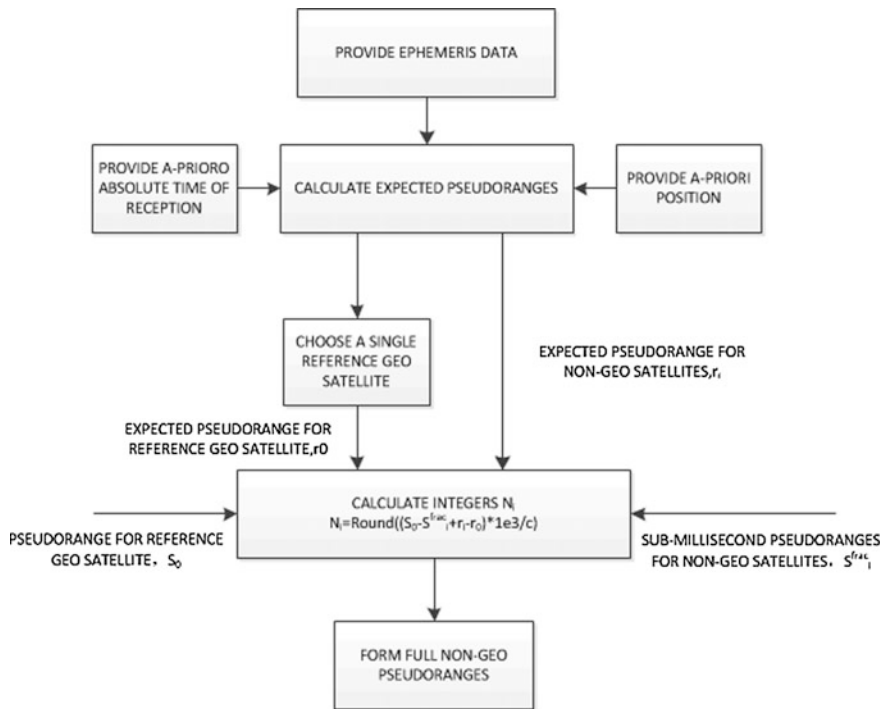 PROVIDE EPHEMERIS DATA
PROVIDE A-PRIORO
ABSOLUTE TIME OF
RECEPTION
CALCULATE EXPECTED PSEUDORANGES
PROVIDE A-PRIORI
POSITION
CHOOSE A SINGLE
REFERENCE GEO
SATELLITE
EXPECTED PSEUDORANGE FOR
NON-GEO SATELLITES,rᵢ
EXPECTED PSEUDORANGE FOR
REFERENCE GEO SATELLITE,r0
CALCULATE INTEGERS Nᵢ
Nᵢ=Round((S₀-Sᶠʳᵃᶜᵢ+rᵢ-r₀)*1e3/c)
PSEUDORANGE FOR REFERENCE
GEO SATELLITE, S₀
SUB-MILLISECOND PSEUDORANGES
FOR NON-GEO SATELLITES, Sᶠʳᵃᶜᵢ
FORM FULL NON-GEO
PSEUDORANGES